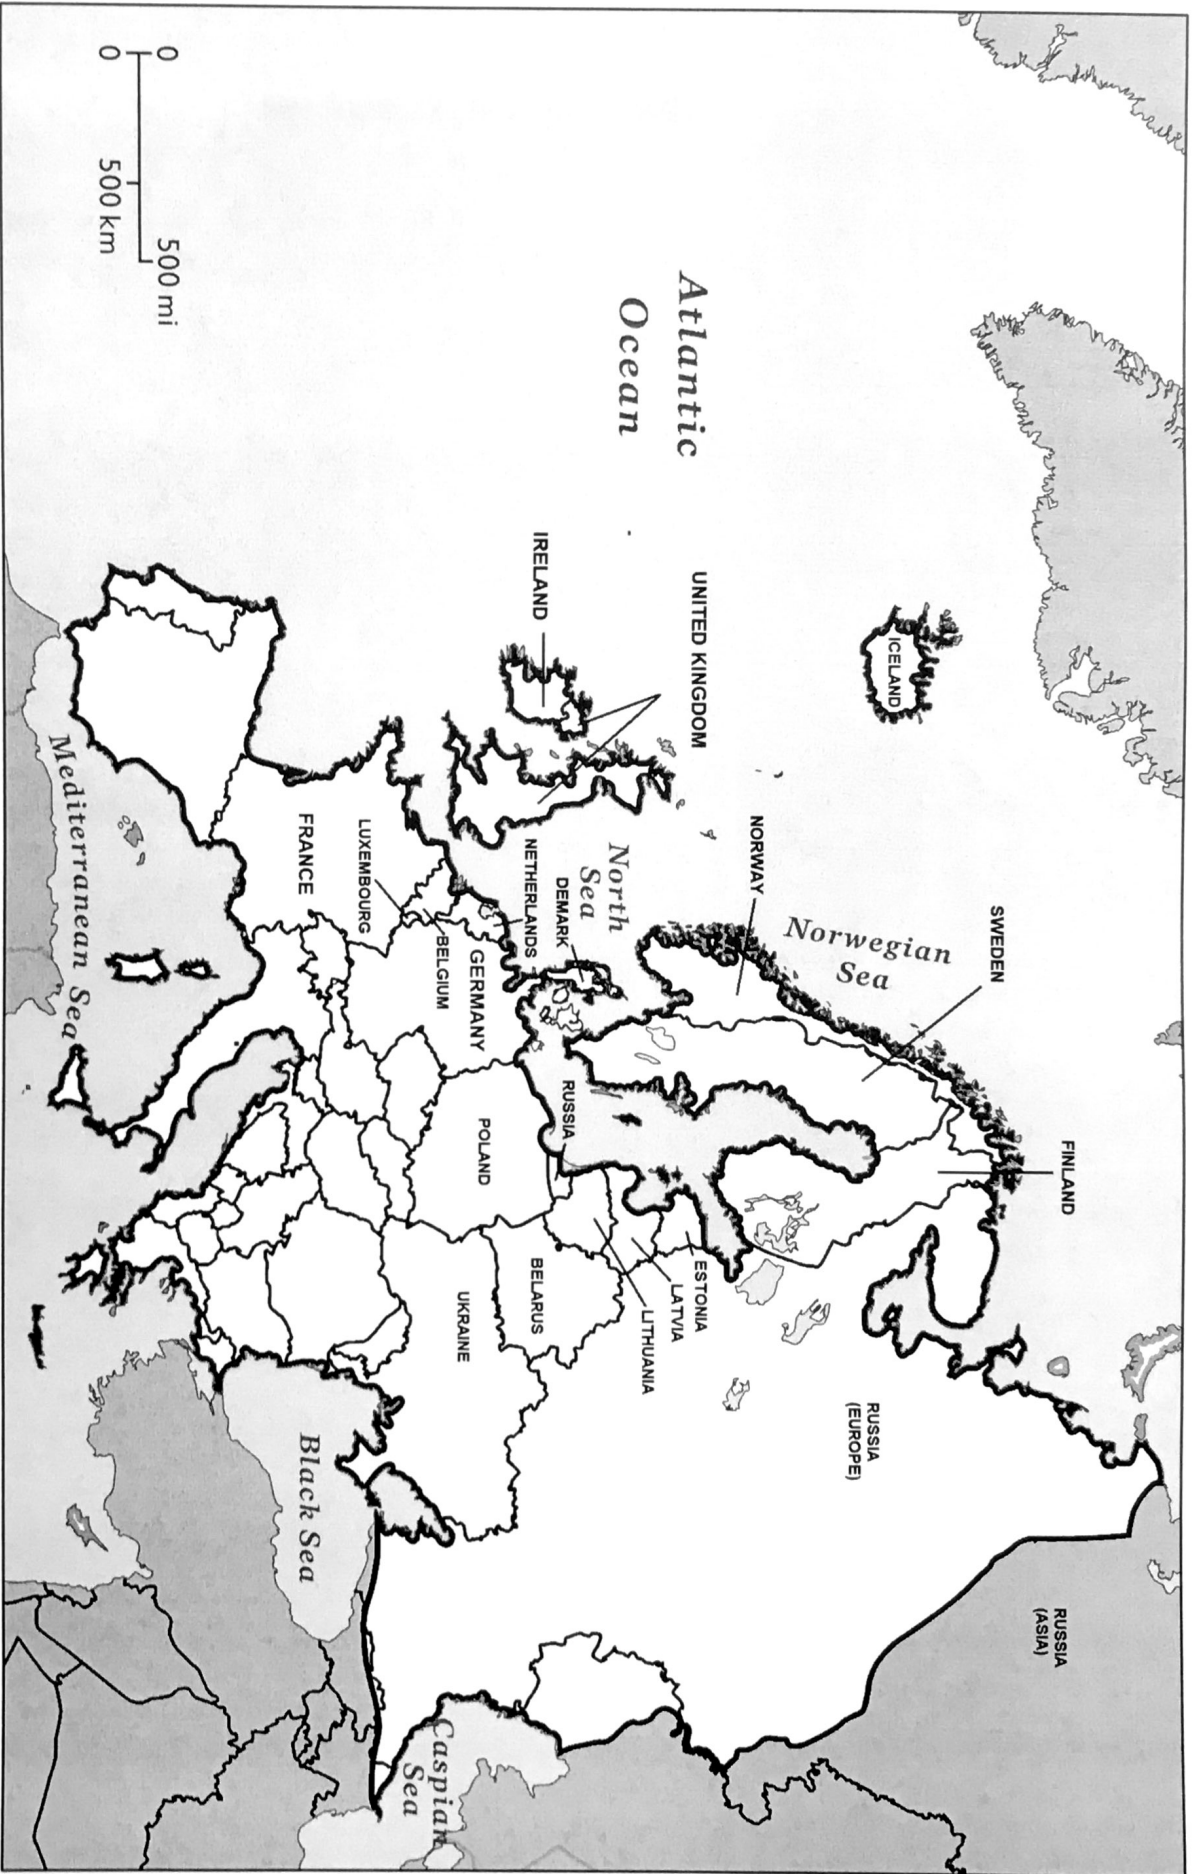 ICELAND
FINLAND
SWEDEN
Norwegian
Sea
NORWAY
UNITED KINGDOM
IRELAND
Atlantic
Ocean
North
Sea
DEMARK
NETHERLANDS
BELGIUM
LUXEMBOURG
FRANCE
GERMANY
POLAND
RUSSIA
ESTONIA
LATVIA
LITHUANIA
BELARUS
UKRAINE
RUSSIA
(EUROPE)
RUSSIA
(ASIA)
Black Sea
Caspian
Sea
Mediterranean Sea
0
500 mi
0
500 km